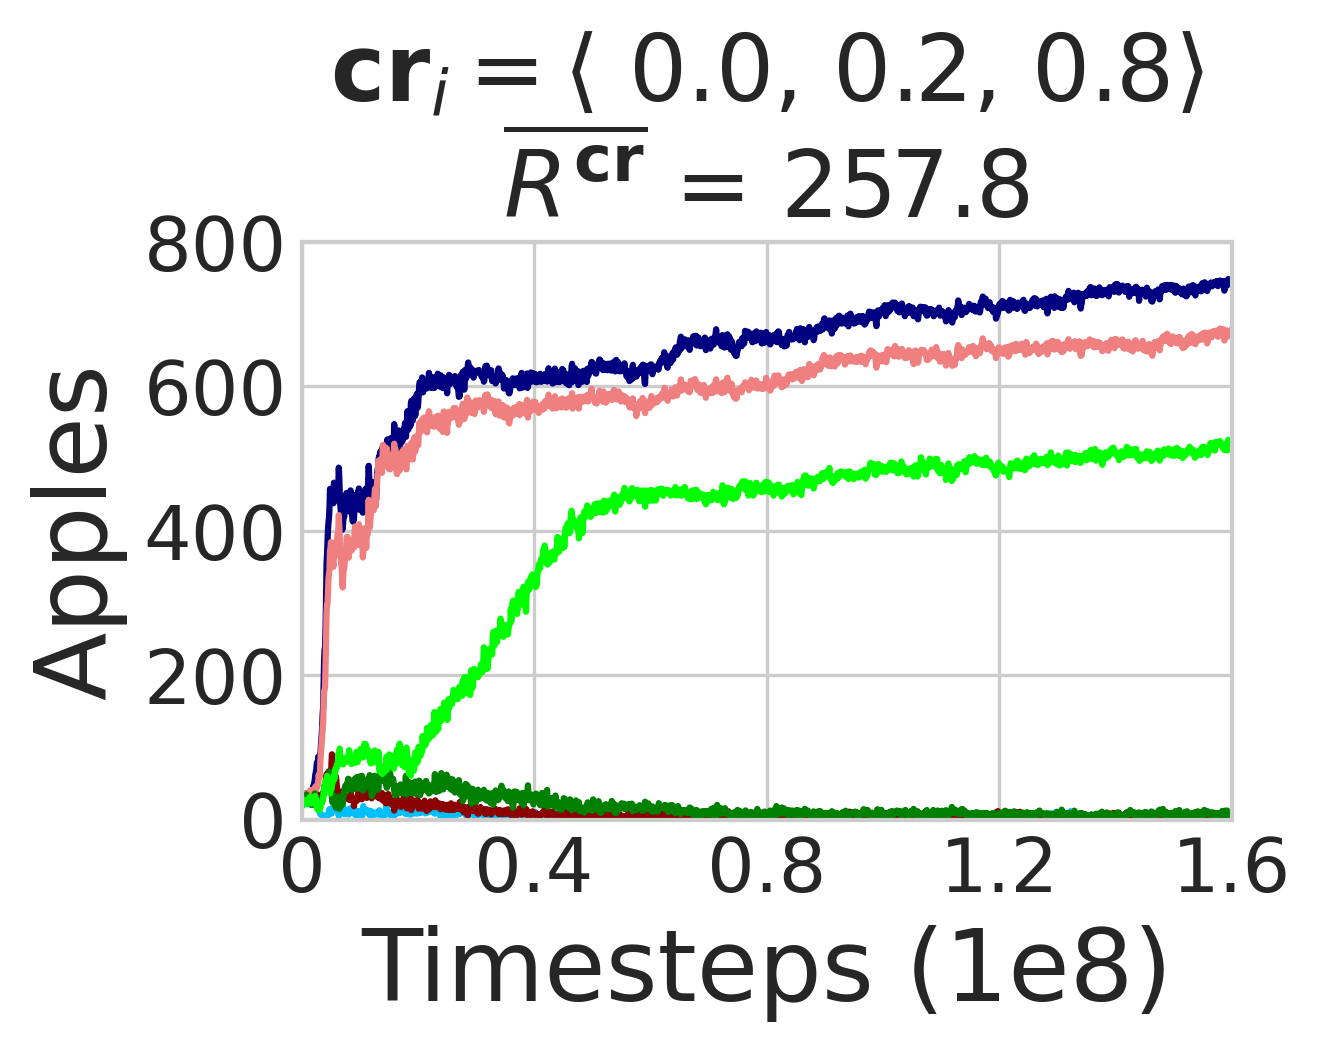 cr_i = ⟨ 0.0, 0.2, 0.8⟩
R^cr = 257.8
800
600
400
200
0
Apples
0 0.4 0.8 1.2 1.6
Timesteps (1e8)